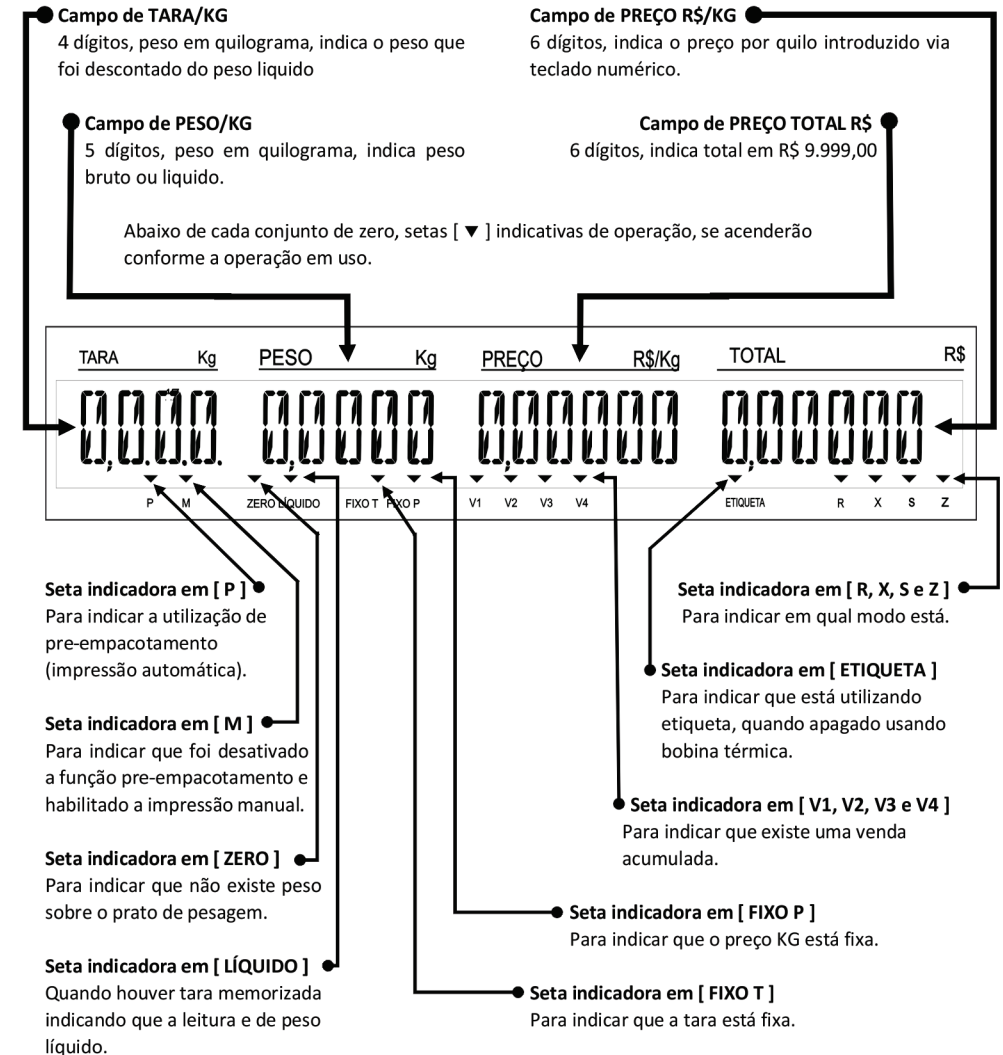 Campo de TARA/KG
4 dígitos, peso em quilograma, indica o peso que
foi descontado do peso liquido
Campo de PREÇO R$/KG
6 dígitos, indica o preço por quilo introduzido via
teclado numérico.
Campo de PESO/KG
5 dígitos, peso em quilograma, indica peso
bruto ou liquido.
Campo de PREÇO TOTAL R$
6 dígitos, indica total em R$ 9.999,00
Abaixo de cada conjunto de zero, setas [ ▼ ] indicativas de operação, se acenderão
conforme a operação em uso.
TARA Kg PESO Kg PREÇO R$/Kg TOTAL R$
0,0.0.0. 0,0000 0,00000 0,00000
P M ZERO LÍQUIDO FIXO T FIXO P V1 V2 V3 V4 ETIQUETA R X S Z
Seta indicadora em [ P ]
Para indicar a utilização de
pre-empacotamento
(impressão automática).
Seta indicadora em [ M ]
Para indicar que foi desativado
a função pre-empacotamento e
habilitado a impressão manual.
Seta indicadora em [ ZERO ]
Para indicar que não existe peso
sobre o prato de pesagem.
Seta indicadora em [ LÍQUIDO ]
Quando houver tara memorizada
indicando que a leitura e de peso
líquido.
Seta indicadora em [ R, X, S e Z ]
Para indicar em qual modo está.
Seta indicadora em [ ETIQUETA ]
Para indicar que está utilizando
etiqueta, quando apagado usando
bobina térmica.
Seta indicadora em [ V1, V2, V3 e V4 ]
Para indicar que existe uma venda
acumulada.
Seta indicadora em [ FIXO P ]
Para indicar que o preço KG está fixa.
Seta indicadora em [ FIXO T ]
Para indicar que a tara está fixa.